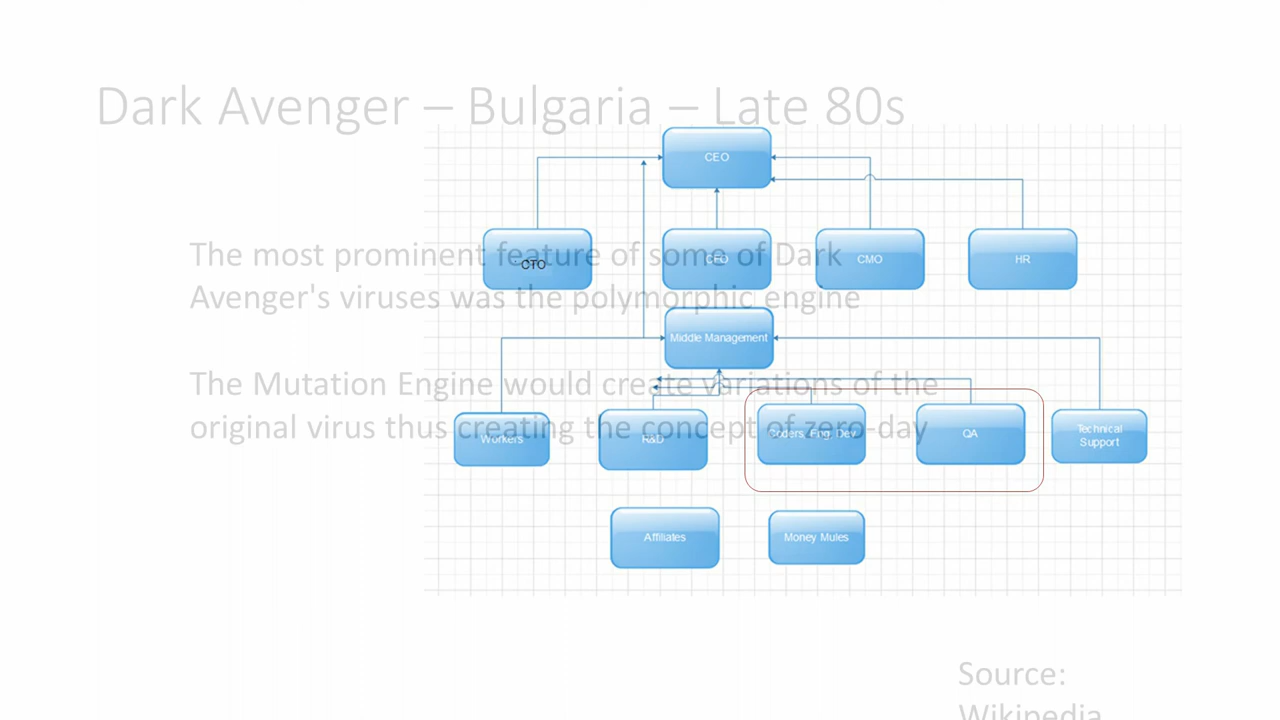 Dark Avenger – Bulgaria – Late 80s
CEO
The most prominent feature of some of Dark
CTO
CFO
CMO
HR
Avenger's viruses was the polymorphic engine
Middle Management
The Mutation Engine would create variations of the
original virus thus creating the concept of zero-day
Workers
R&D
Coders, Eng, Dev
QA
Technical
Support
Affiliates
Money Mules
Source:
Wikipedia